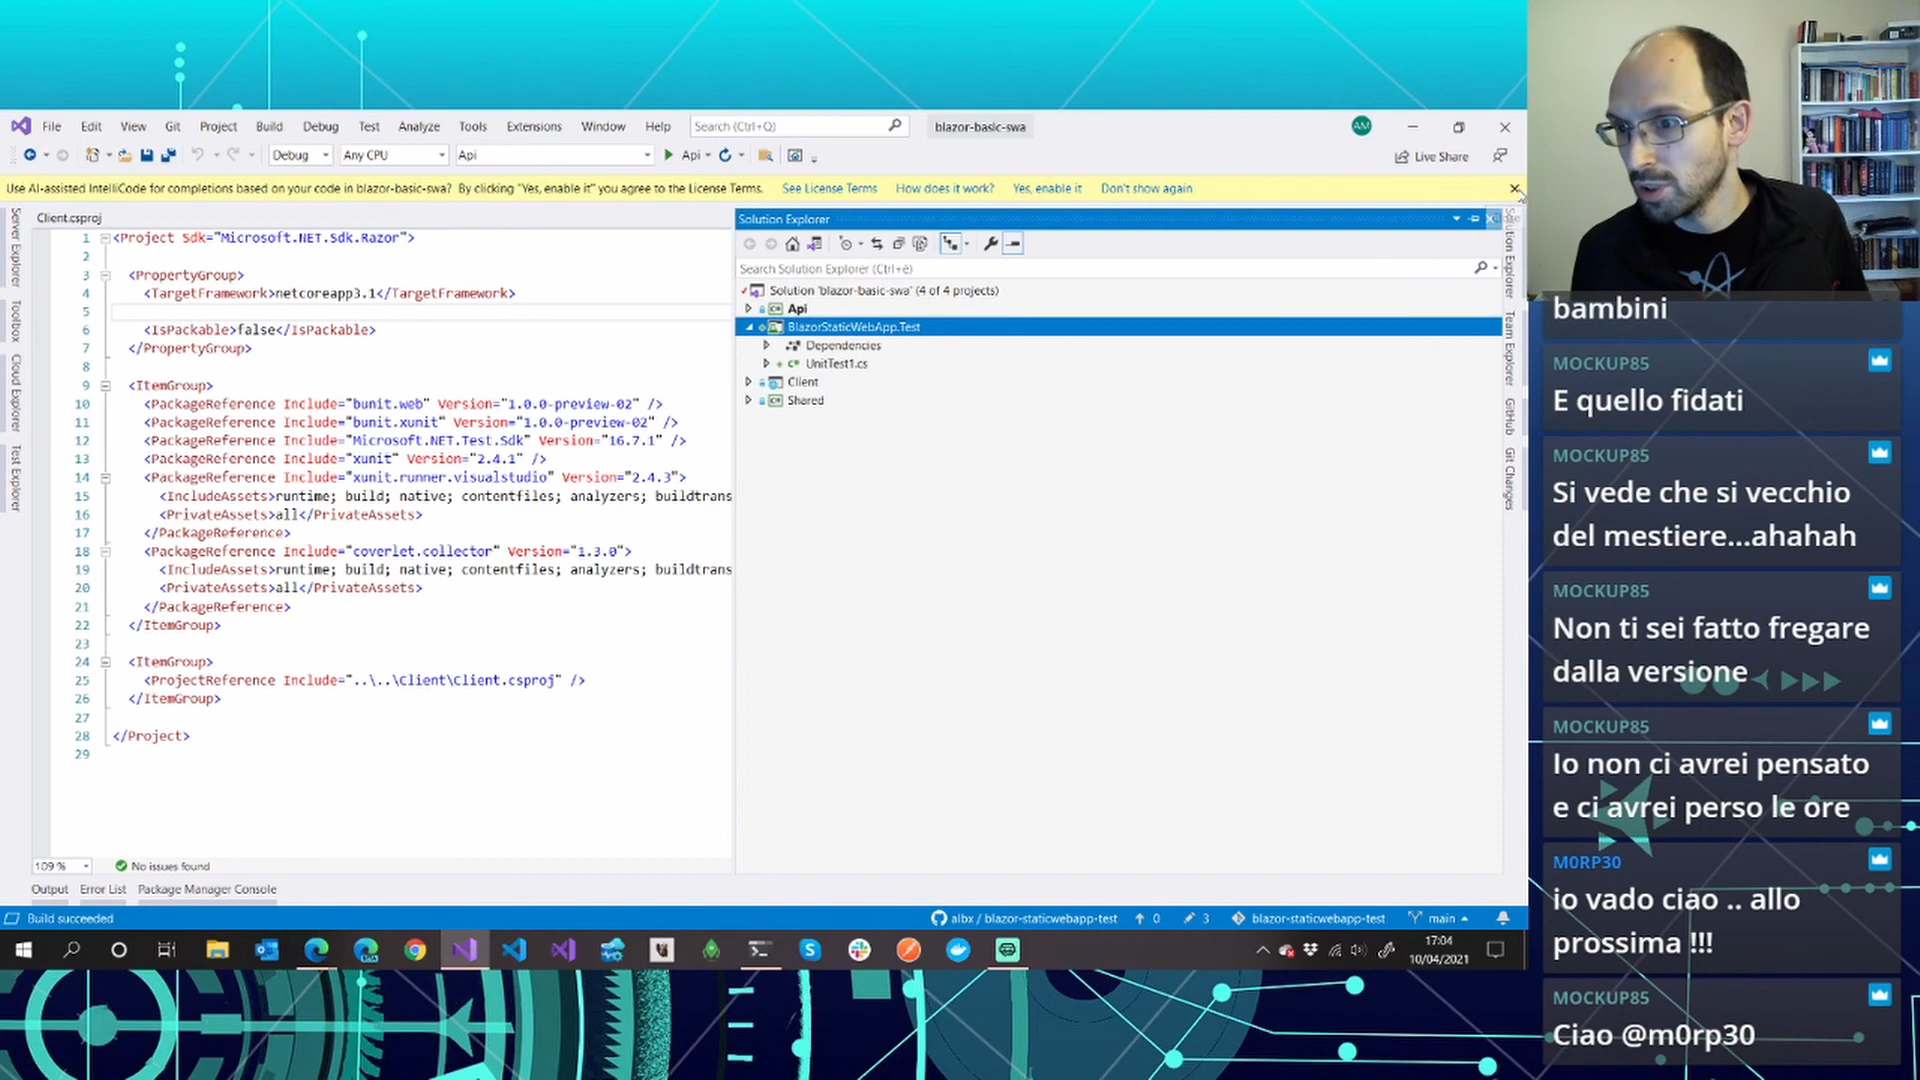 File Edit View Git Project Build Debug Test Analyze Tools Extensions Window Help Search (Ctrl+Q) blazor-basic-swa AM
Debug Any CPU Api Api Live Share
Use AI-assisted IntelliCode for completions based on your code in blazor-basic-swa? By clicking "Yes, enable it" you agree to the License Terms. See License Terms How does it work? Yes, enable it Don't show again
Server Explorer
Toolbox
Cloud Explorer
Test Explorer
Client.csproj
1 <Project Sdk="Microsoft.NET.Sdk.Razor">
2
3 <PropertyGroup>
4 <TargetFramework>netcoreapp3.1</TargetFramework>
5
6 <IsPackable>false</IsPackable>
7 </PropertyGroup>
8
9 <ItemGroup>
10 <PackageReference Include="bunit.web" Version="1.0.0-preview-02" />
11 <PackageReference Include="bunit.xunit" Version="1.0.0-preview-02" />
12 <PackageReference Include="Microsoft.NET.Test.Sdk" Version="16.7.1" />
13 <PackageReference Include="xunit" Version="2.4.1" />
14 <PackageReference Include="xunit.runner.visualstudio" Version="2.4.3">
15 <IncludeAssets>runtime; build; native; contentfiles; analyzers; buildtrans
16 <PrivateAssets>all</PrivateAssets>
17 </PackageReference>
18 <PackageReference Include="coverlet.collector" Version="1.3.0">
19 <IncludeAssets>runtime; build; native; contentfiles; analyzers; buildtrans
20 <PrivateAssets>all</PrivateAssets>
21 </PackageReference>
22 </ItemGroup>
23
24 <ItemGroup>
25 <ProjectReference Include="..\..\Client\Client.csproj" />
26 </ItemGroup>
27
28 </Project>
29
109 % No issues found
Output Error List Package Manager Console
Solution Explorer
Search Solution Explorer (Ctrl+è)
Solution 'blazor-basic-swa' (4 of 4 projects)
Api
BlazorStaticWebApp.Test
Dependencies
UnitTest1.cs
Client
Shared
Solution Explorer
Team Explorer
GitHub
Git Changes
Build succeeded albx / blazor-staticwebapp-test 0 3 blazor-staticwebapp-test main
17:04
10/04/2021
bambini
MOCKUP85
E quello fidati
MOCKUP85
Si vede che si vecchio
del mestiere...ahahah
MOCKUP85
Non ti sei fatto fregare
dalla versione
MOCKUP85
Io non ci avrei pensato
e ci avrei perso le ore
M0RP30
io vado ciao .. allo
prossima !!!
MOCKUP85
Ciao @m0rp30